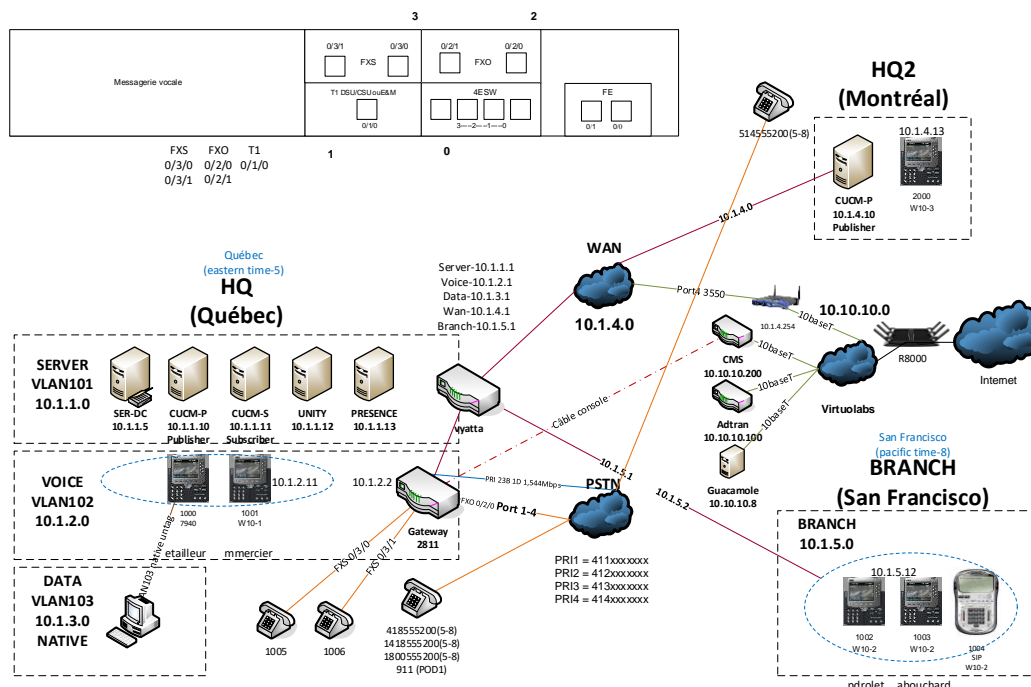 3
2
0/3/1
FXS
0/3/0
0/2/1
FXO
0/2/0
Messagerie vocale
T1 DSU/CSU ouE&M
0/1/0
4ESW
3----2---1----0
FE
0/1
0/0
FXS FXO T1
0/3/0 0/2/0 0/1/0
0/3/1 0/2/1
1
0
514555200(5-8)
HQ2
(Montréal)
10.1.4.13
CUCM-P
10.1.4.10
Publisher
2000
W10-3
10.1.4.0
WAN
10.1.4.0
Port4 3550
Québec
(eastern time-5)
HQ
(Québec)
Server-10.1.1.1
Voice-10.1.2.1
Data-10.1.3.1
Wan-10.1.4.1
Branch-10.1.5.1
10baseT
10.10.10.0
R8000
Internet
10.1.4.254
CMS
10.10.10.200
10baseT
Adtran
10.10.10.100
10baseT
10baseT
Virtuolabs
Guacamole
10.10.10.8
SERVER
VLAN101
10.1.1.0
SER-DC
10.1.1.5
CUCM-P
10.1.1.10
Publisher
CUCM-S
10.1.1.11
Subscriber
UNITY
10.1.1.12
PRESENCE
10.1.1.13
vyatta
Câble console
10.1.5.1
10.1.5.2
VOICE
VLAN102
10.1.2.0
1000
7940
1001
W10-1
10.1.2.11
10.1.2.2
etailleur mmercier
Gateway
2811
PRI 23B 1D 1,544Mbps
FXO 0/2/0 Port 1-4
PSTN
PRI1 = 411xxxxxxx
PRI2 = 412xxxxxxx
PRI3 = 413xxxxxxx
PRI4 = 414xxxxxxx
San Francisco
(pacific time-8)
BRANCH
(San Francisco)
BRANCH
10.1.5.0
10.1.5.12
1002
W10-2
1003
W10-2
1004
SIP
W10-2
ndrolet abouchard
DATA
VLAN103
10.1.3.0
NATIVE
AN103 native untag
FXS 0/3/0
FXS 0/3/1
1005
1006
418555200(5-8)
1418555200(5-8)
1800555200(5-8)
911 (POD1)